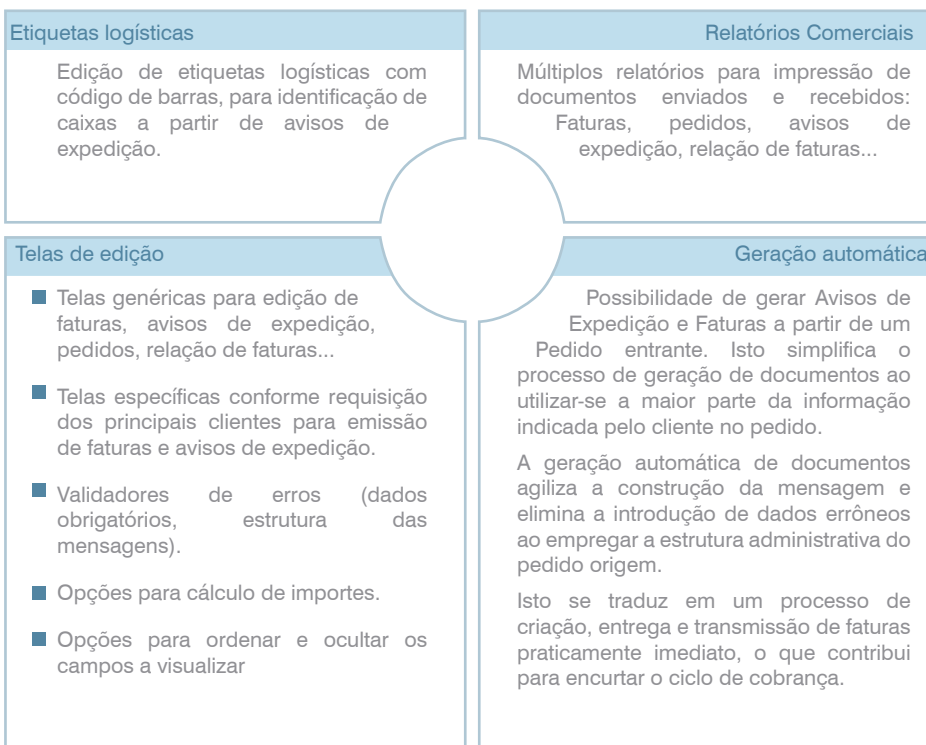 Etiquetas logísticas
Edição de etiquetas logísticas com
código de barras, para identificação de
caixas a partir de avisos de
expedição.
Relatórios Comerciais
Múltiplos relatórios para impressão de
documentos enviados e recebidos:
Faturas, pedidos, avisos de
expedição, relação de faturas...
Telas de edição
Telas genéricas para edição de
faturas, avisos de expedição,
pedidos, relação de faturas...
Telas específicas conforme requisição
dos principais clientes para emissão
de faturas e avisos de expedição.
Validadores de erros (dados
obrigatórios, estrutura das
mensagens).
Opções para cálculo de importes.
Opções para ordenar e ocultar os
campos a visualizar
Geração automática
Possibilidade de gerar Avisos de
Expedição e Faturas a partir de um
Pedido entrante. Isto simplifica o
processo de geração de documentos ao
utilizar-se a maior parte da informação
indicada pelo cliente no pedido.
A geração automática de documentos
agiliza a construção da mensagem e
elimina a introdução de dados errôneos
ao empregar a estrutura administrativa do
pedido origem.
Isto se traduz em um processo de
criação, entrega e transmissão de faturas
praticamente imediato, o que contribui
para encurtar o ciclo de cobrança.